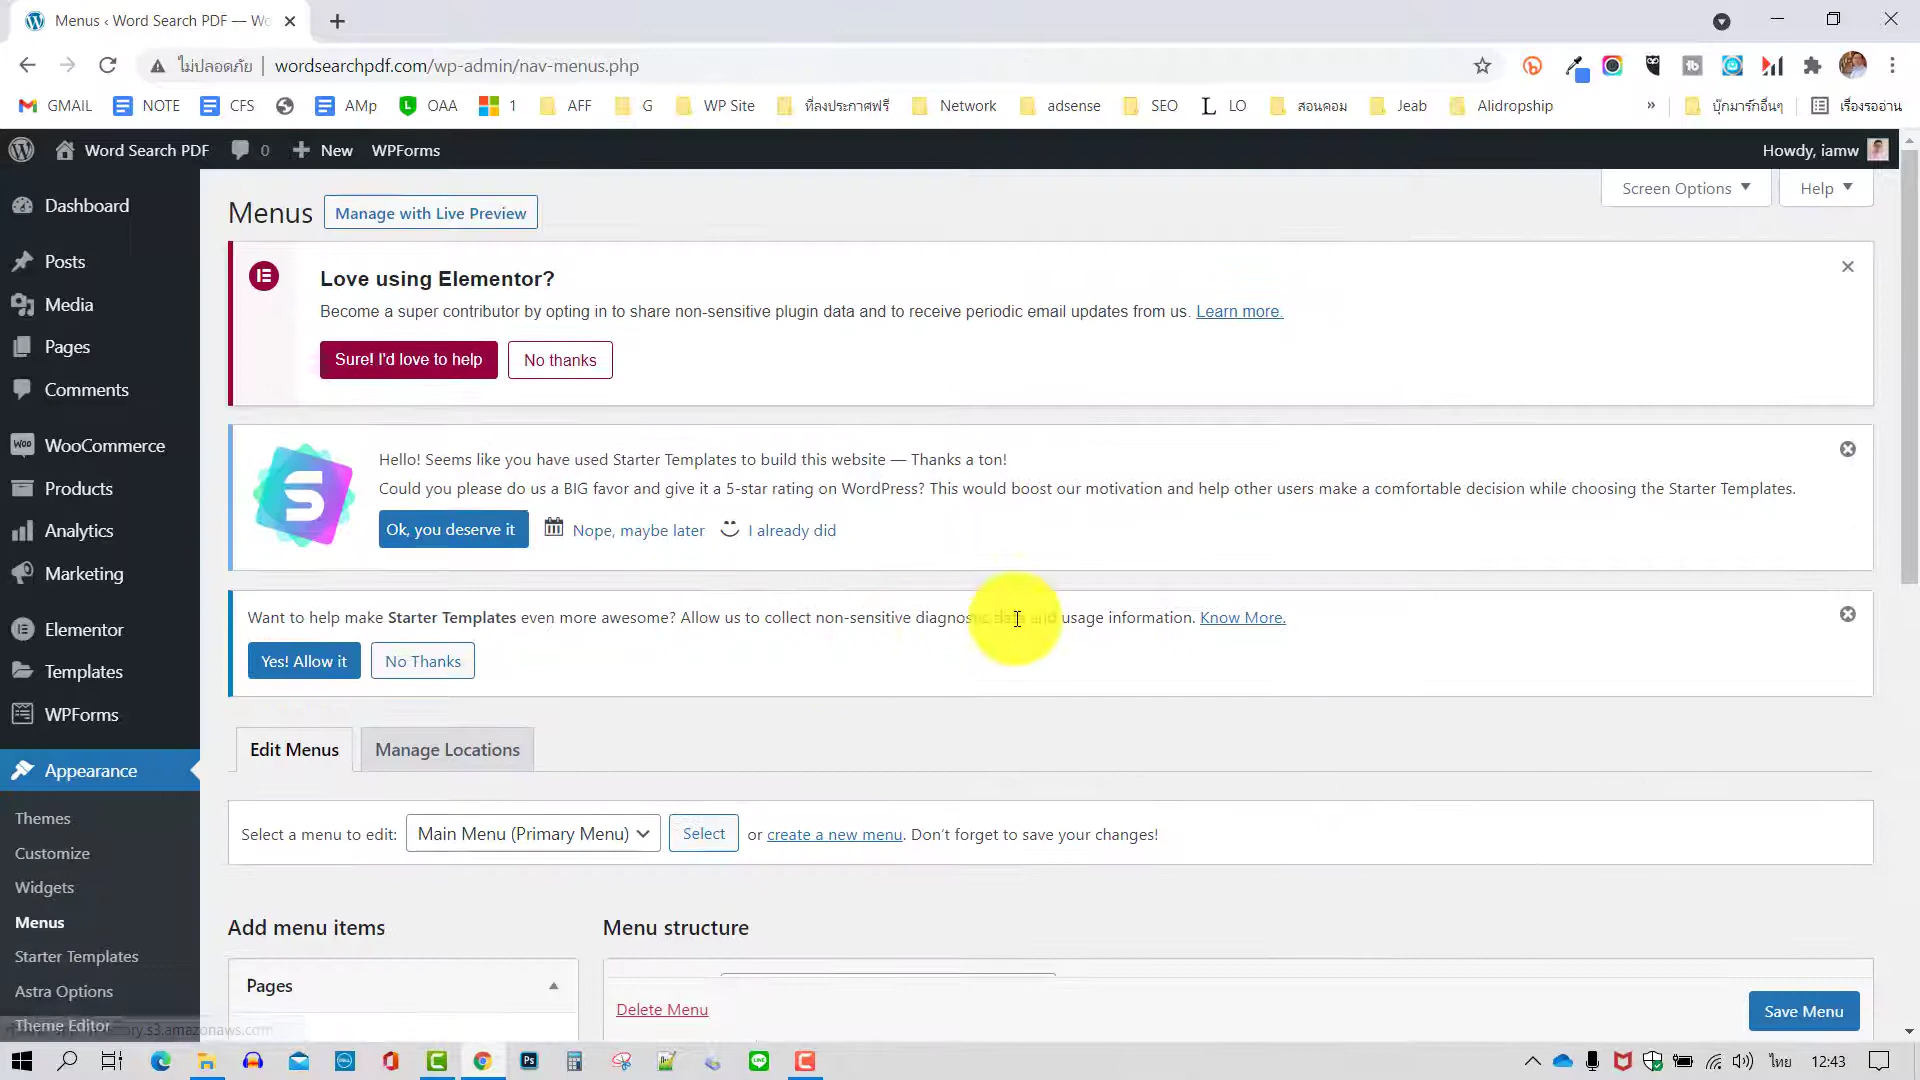 Menus ‹ Word Search PDF — Wo
ไม่ปลอดภัย | wordsearchpdf.com/wp-admin/nav-menus.php
GMAIL NOTE CFS AMp OAA 1 AFF G WP Site ที่ลงประกาศฟรี Network adsense SEO LO สอนคอม Jeab Alidropship » บุ๊กมาร์กอื่นๆ เรื่องรออ่าน
Word Search PDF 0 New WPForms Howdy, iamw
Screen Options Help
Menus Manage with Live Preview
Dashboard
Posts
Media
Pages
Comments
WooCommerce
Products
Analytics
Marketing
Elementor
Templates
WPForms
Appearance
Themes
Customize
Widgets
Menus
Starter Templates
Astra Options
Theme Editor
Love using Elementor?
Become a super contributor by opting in to share non-sensitive plugin data and to receive periodic email updates from us. Learn more.
Sure! I'd love to help No thanks
Hello! Seems like you have used Starter Templates to build this website — Thanks a ton!
Could you please do us a BIG favor and give it a 5-star rating on WordPress? This would boost our motivation and help other users make a comfortable decision while choosing the Starter Templates.
Ok, you deserve it Nope, maybe later I already did
Want to help make Starter Templates even more awesome? Allow us to collect non-sensitive diagnostic data and usage information. Know More.
Yes! Allow it No Thanks
Edit Menus Manage Locations
Select a menu to edit: Main Menu (Primary Menu) Select or create a new menu. Don't forget to save your changes!
Add menu items
Menu structure
Pages
Delete Menu Save Menu
ไทย 12:43